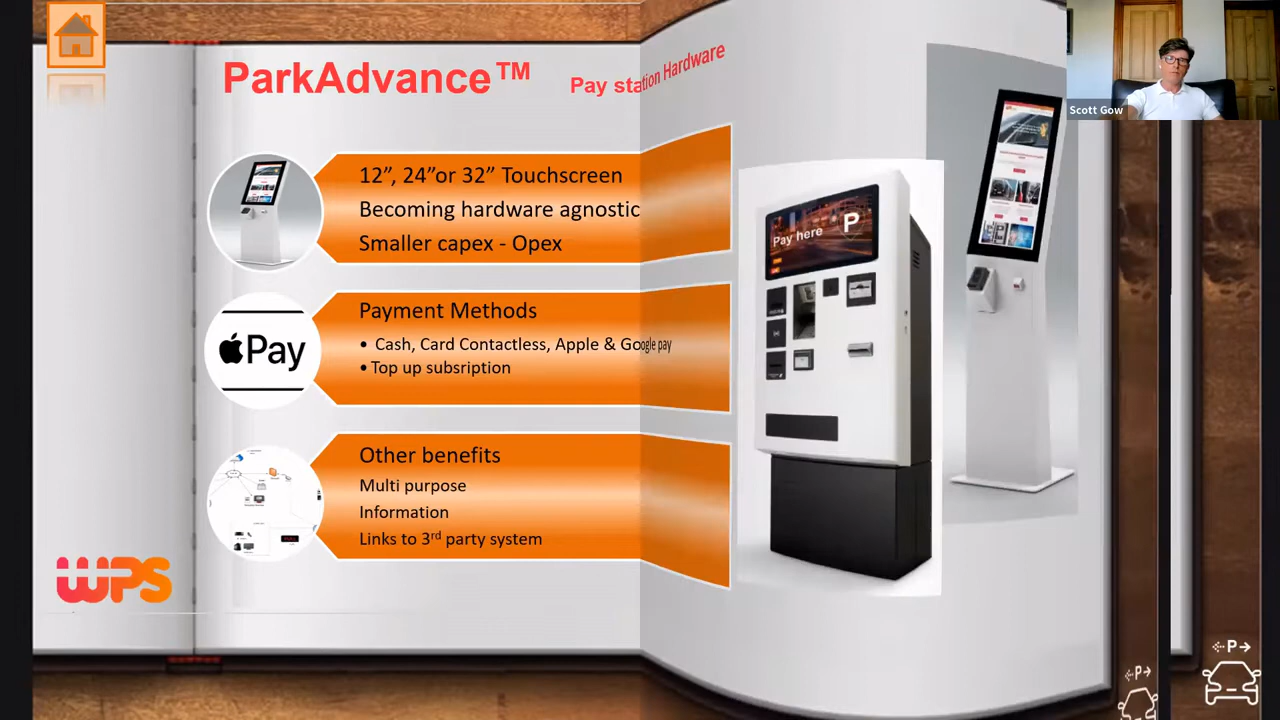 ParkAdvance™
Pay station Hardware
Scott Gow
12”, 24”or 32” Touchscreen
Becoming hardware agnostic
Smaller capex - Opex
Pay here
P
Payment Methods
Pay
• Cash, Card Contactless, Apple & Google pay
• Top up subsription
Other benefits
Multi purpose
Information
Links to 3rd party system
WPS
P
P